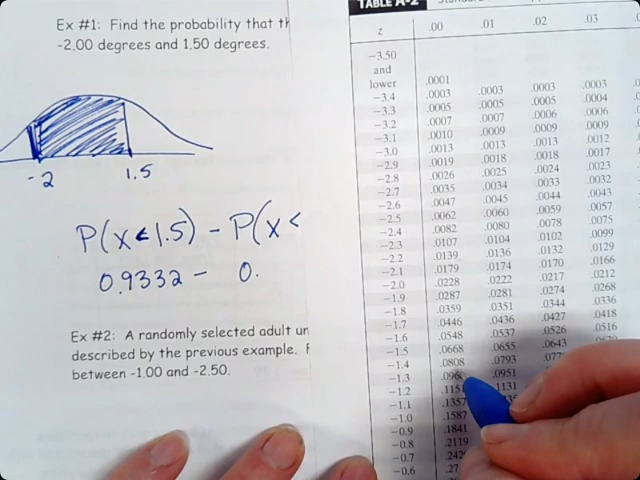 Ex #1: Find the probability that
-2.00 degrees and 1.50 degrees.
-2 1.5
P(x < 1.5) - P(x <
0.9332 - 0.
Ex #2: A randomly selected adult
described by the previous example.
between -1.00 and -2.50.
TABLE A-2
z .00 .01 .02 .03
-3.50
and
lower .0001
-3.4 .0003 .0003 .0003 .0003
-3.3 .0005 .0005 .0005 .0004
-3.2 .0007 .0007 .0006 .0006
-3.1 .0010 .0009 .0009 .0009
-3.0 .0013 .0013 .0013 .0012
-2.9 .0019 .0018 .0018 .0017
-2.8 .0026 .0025 .0024 .0023
-2.7 .0035 .0034 .0033 .0032
-2.6 .0047 .0045 .0044 .0043
-2.5 .0062 .0060 .0059 .0057
-2.4 .0082 .0080 .0078 .0075
-2.3 .0107 .0104 .0102 .0099
-2.2 .0139 .0136 .0132 .0129
-2.1 .0179 .0174 .0170 .0166
-2.0 .0228 .0222 .0217 .0212
-1.9 .0287 .0281 .0274 .0268
-1.8 .0359 .0351 .0344 .0336
-1.7 .0446 .0436 .0427 .0418
-1.6 .0548 .0537 .0526 .0516
-1.5 .0668 .0655 .0643
-1.4 .0808 .0793
-1.3 .0951
-1.2 .1151 .1131
-1.1 .1357
-1.0 .1587
-0.9 .1841
-0.8 .2119
-0.7
-0.6